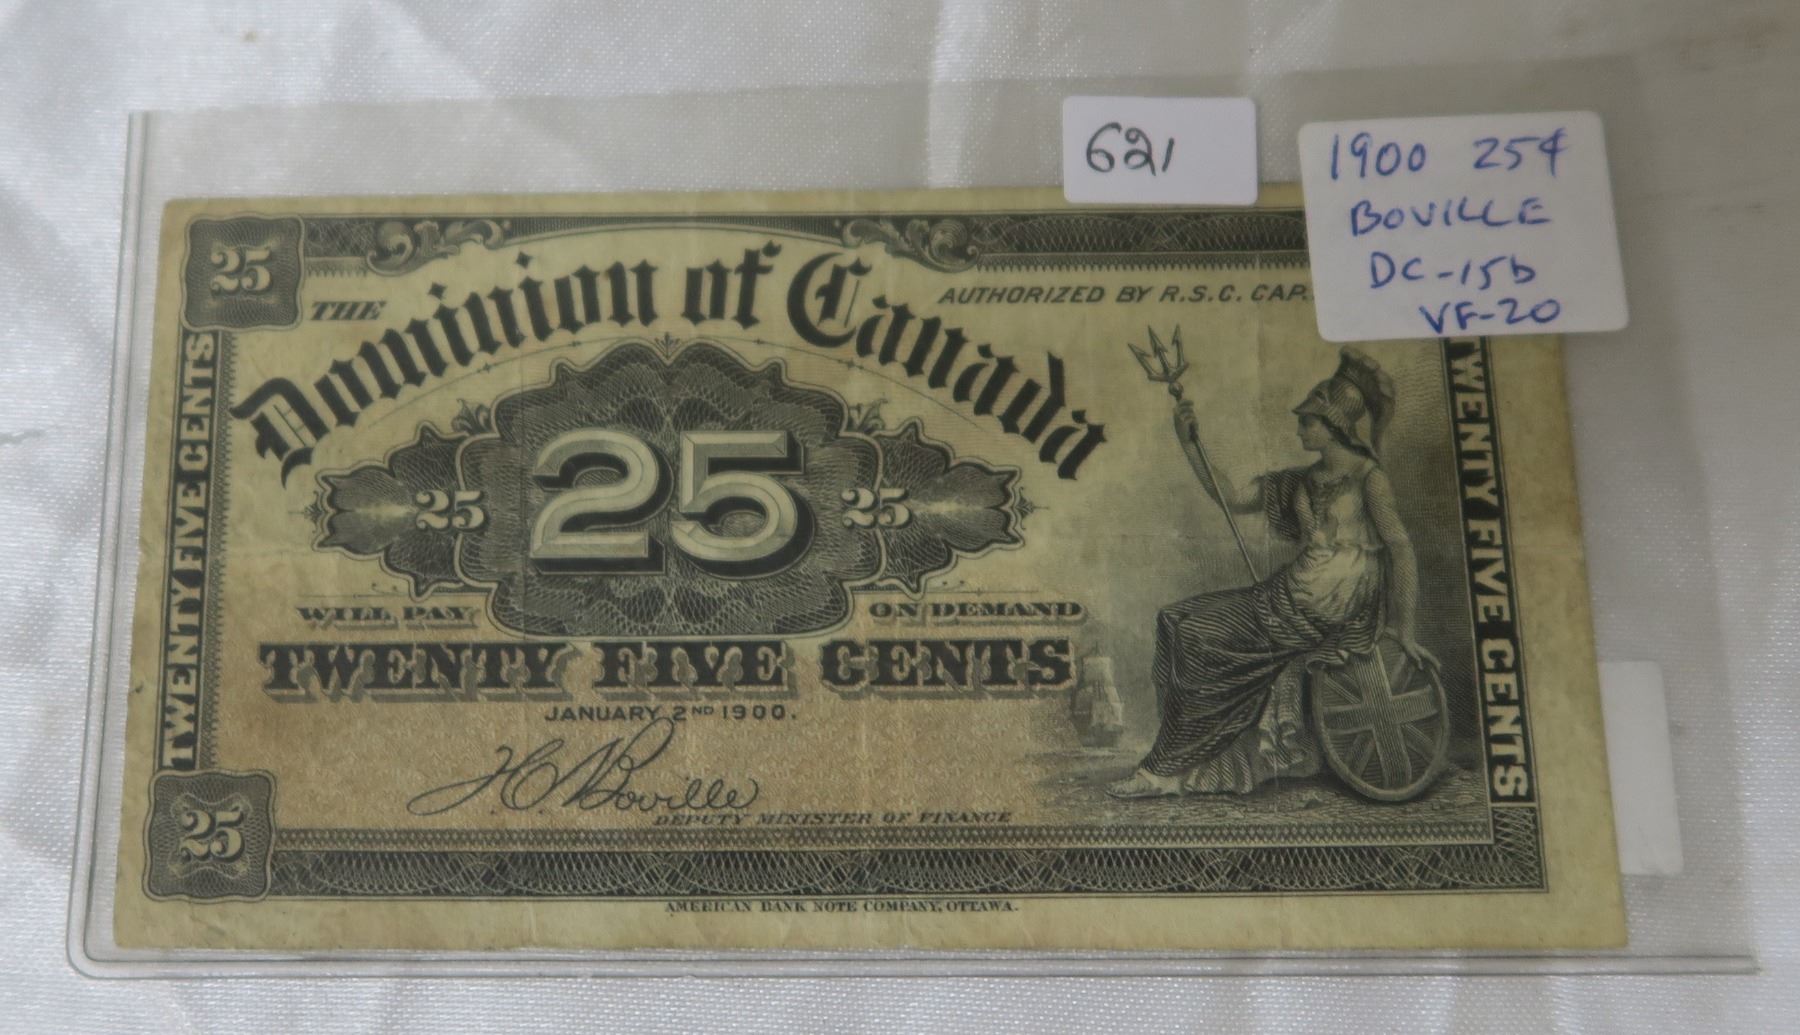 621
1900 25¢
BOVILLE
DC-15b
VF-20
25
THE Dominion of Canada
AUTHORIZED BY R.S.C. CAP.
TWENTY FIVE CENTS
25 25 25
TWENTY FIVE CENTS
WILL PAY ON DEMAND
TWENTY FIVE CENTS
JANUARY 2ND 1900.
H C Boville
DEPUTY MINISTER OF FINANCE
25
AMERICAN BANK NOTE COMPANY, OTTAWA.